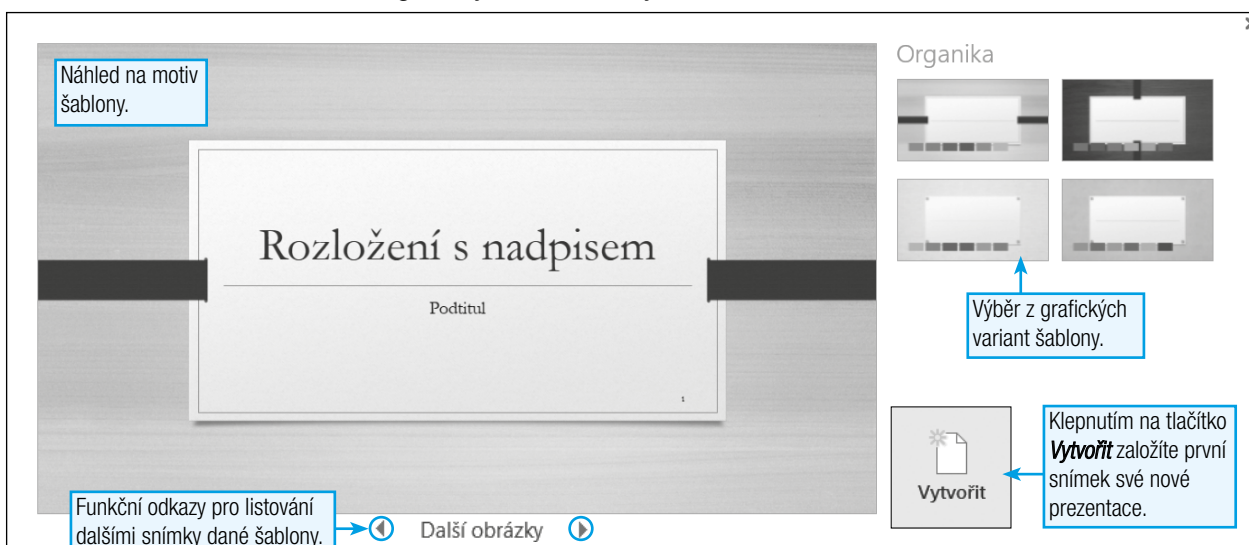 Náhled na motiv
šablony.
Rozložení s nadpisem
Podtitul
1
Organika
Výběr z grafických
variant šablony.
Vytvořit
Klepnutím na tlačítko
Vytvořit založíte první
snímek své nové
prezentace.
Funkční odkazy pro listování
dalšími snímky dané šablony.
Další obrázky